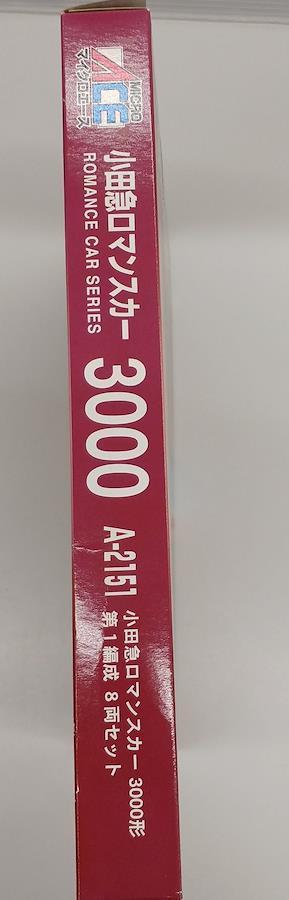 MICRO
ACE
マイクロエース
小田急ロマンスカー
ROMANCE CAR SERIES
3000
A-2151
小田急ロマンスカー 3000形
第1編成 8両セット